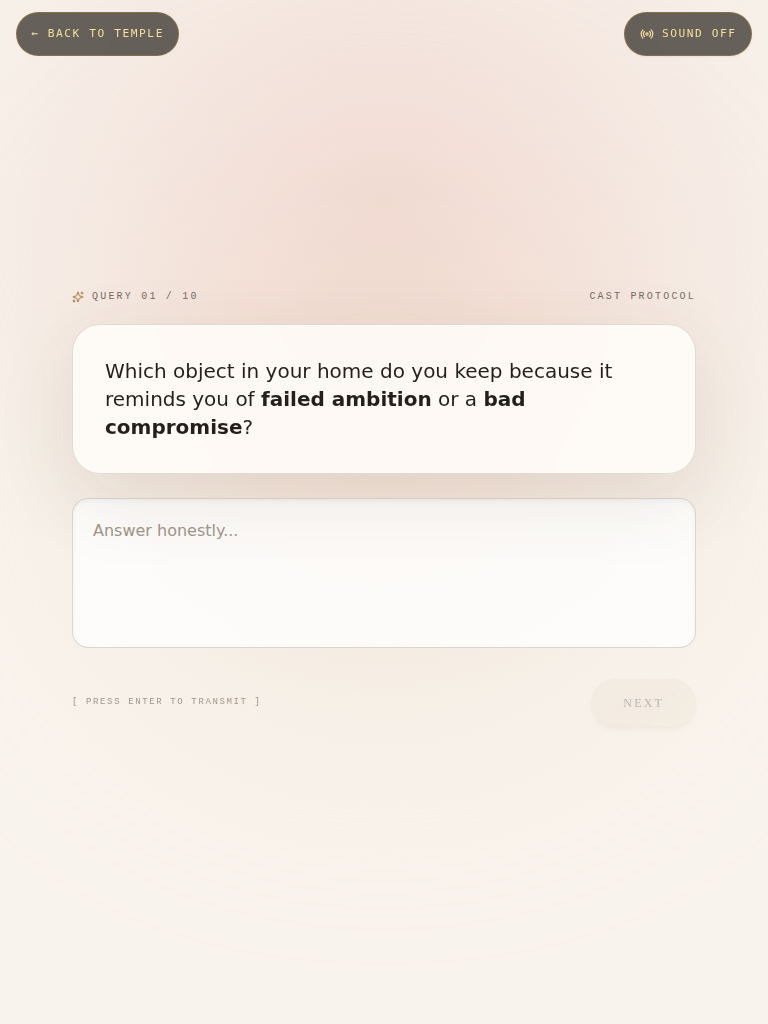 ← BACK TO TEMPLE
SOUND OFF
QUERY 01 / 10
CAST PROTOCOL
Which object in your home do you keep because it
reminds you of failed ambition or a bad
compromise?
Answer honestly...
[ PRESS ENTER TO TRANSMIT ]
NEXT